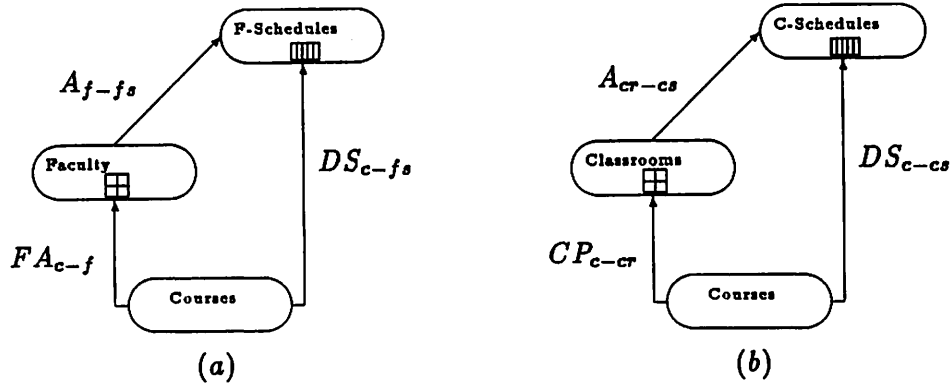 F-Schedules
A_{f-fs}
Faculty
DS_{c-fs}
FA_{c-f}
Courses
(a)
C-Schedules
A_{cr-cs}
Classrooms
DS_{c-cs}
CP_{c-cr}
Courses
(b)